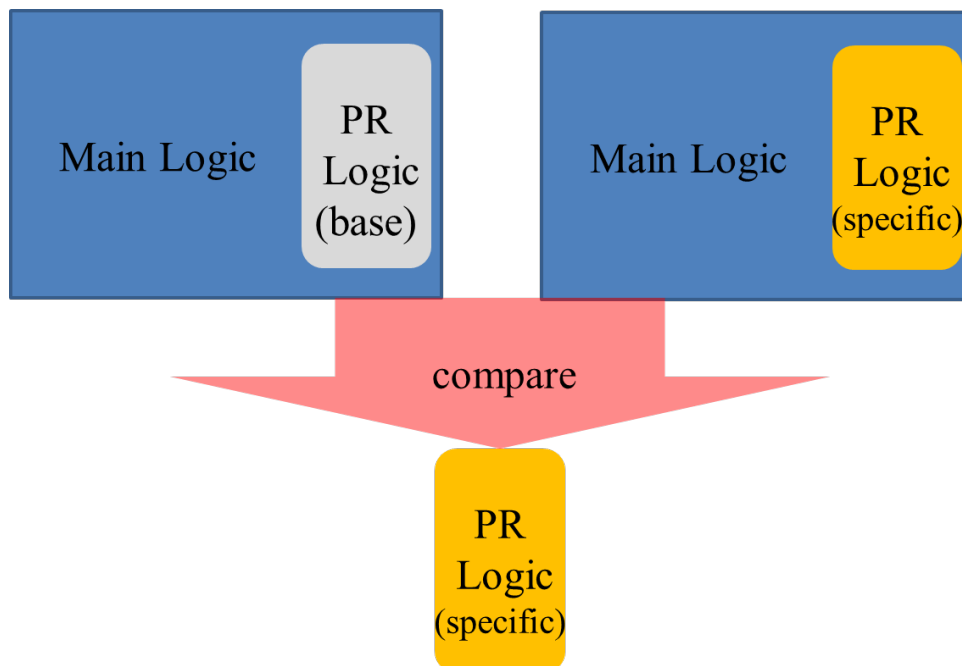 Main Logic
PR
Logic
(base)
Main Logic
PR
Logic
(specific)
compare
PR
Logic
(specific)